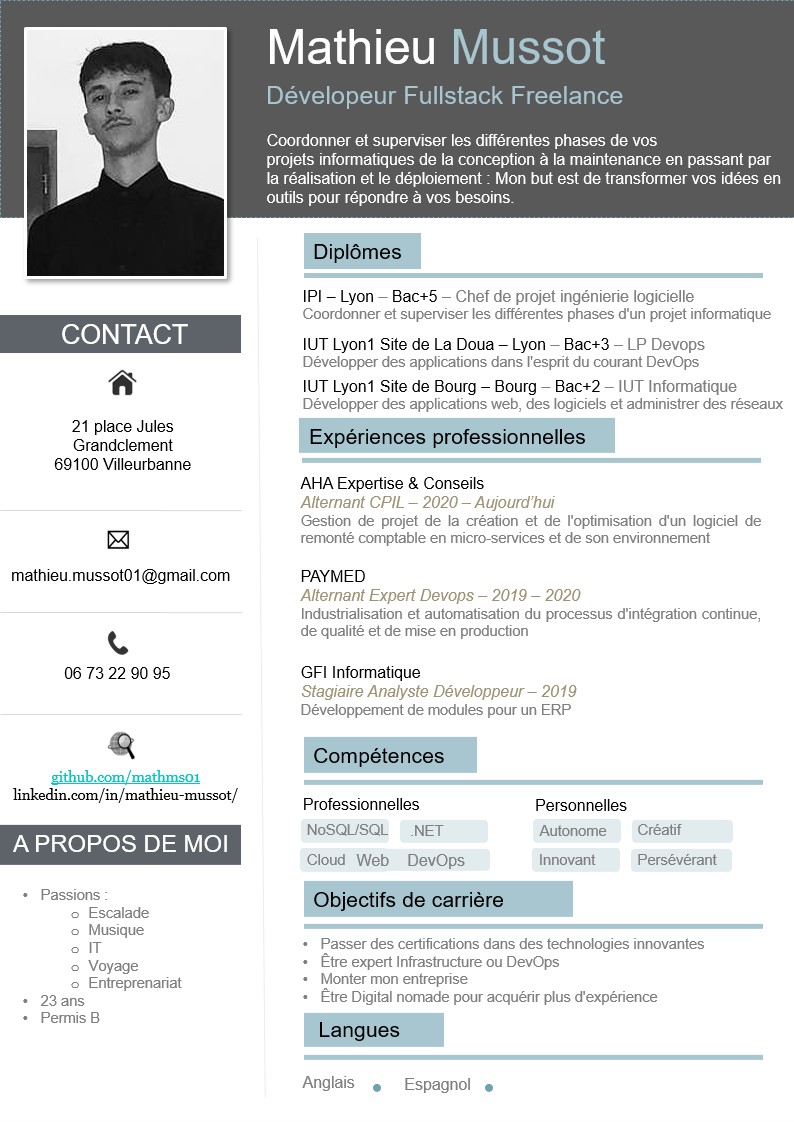 Mathieu Mussot
Dévelopeur Fullstack Freelance
Coordonner et superviser les différentes phases de vos
projets informatiques de la conception à la maintenance en passant par
la réalisation et le déploiement : Mon but est de transformer vos idées en
outils pour répondre à vos besoins.
CONTACT
21 place Jules
Grandclement
69100 Villeurbanne
mathieu.mussot01@gmail.com
06 73 22 90 95
github.com/mathms01
linkedin.com/in/mathieu-mussot/
A PROPOS DE MOI
• Passions :
o Escalade
o Musique
o IT
o Voyage
o Entreprenariat
• 23 ans
• Permis B
Diplômes
IPI – Lyon – Bac+5 – Chef de projet ingénierie logicielle
Coordonner et superviser les différentes phases d'un projet informatique
IUT Lyon1 Site de La Doua – Lyon – Bac+3 – LP Devops
Développer des applications dans l'esprit du courant DevOps
IUT Lyon1 Site de Bourg – Bourg – Bac+2 – IUT Informatique
Développer des applications web, des logiciels et administrer des réseaux
Expériences professionnelles
AHA Expertise & Conseils
Alternant CPIL – 2020 – Aujourd'hui
Gestion de projet de la création et de l'optimisation d'un logiciel de
remonté comptable en micro-services et de son environnement
PAYMED
Alternant Expert Devops – 2019 – 2020
Industrialisation et automatisation du processus d'intégration continue,
de qualité et de mise en production
GFI Informatique
Stagiaire Analyste Développeur – 2019
Développement de modules pour un ERP
Compétences
Professionnelles
NoSQL/SQL .NET
Cloud Web DevOps
Personnelles
Autonome Créatif
Innovant Persévérant
Objectifs de carrière
• Passer des certifications dans des technologies innovantes
• Être expert Infrastructure ou DevOps
• Monter mon entreprise
• Être Digital nomade pour acquérir plus d'expérience
Langues
Anglais Espagnol